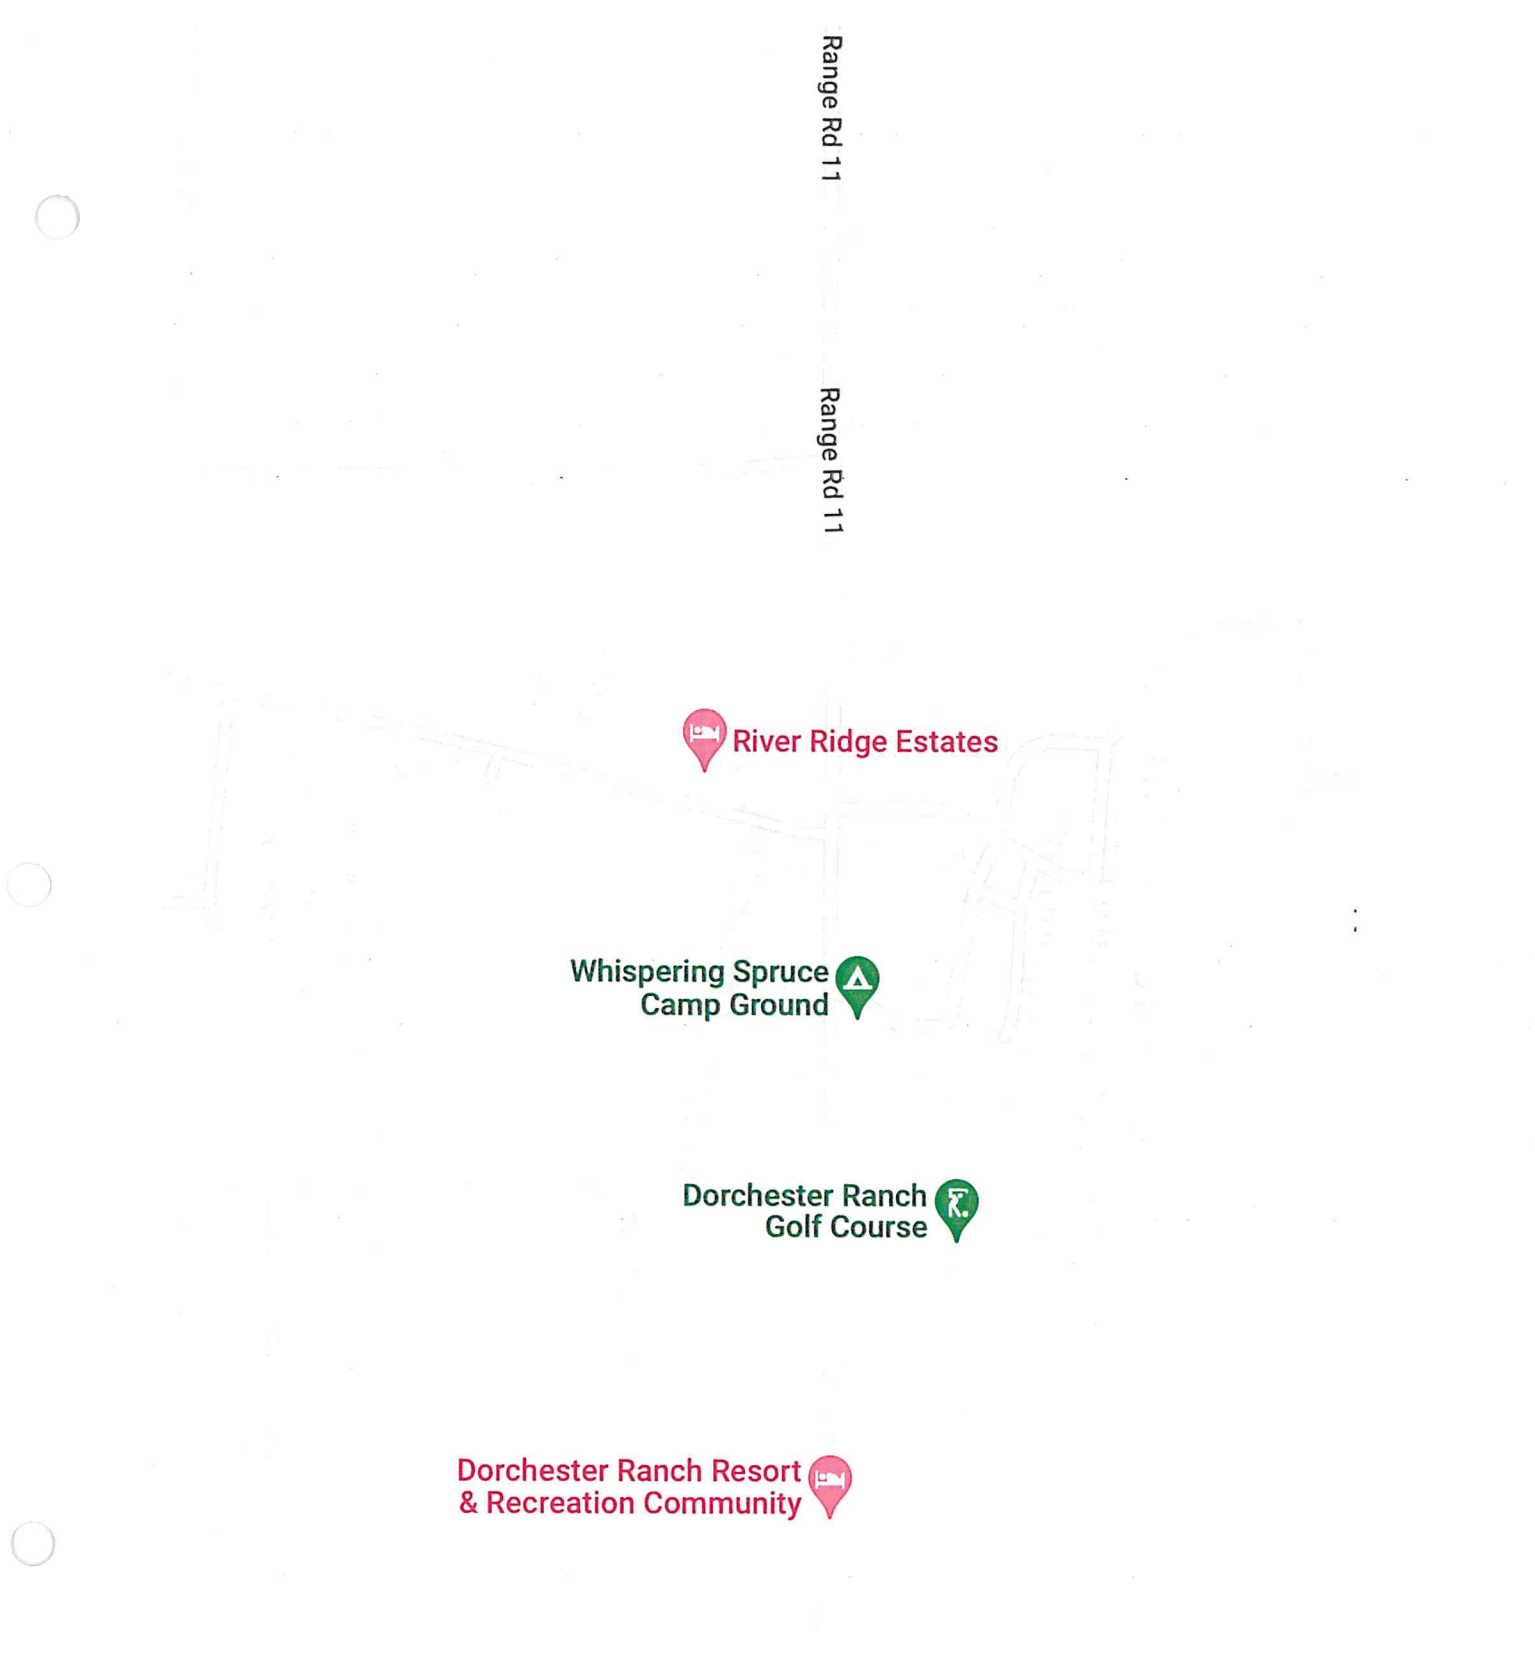 Range Rd 11
Range Rd 11
River Ridge Estates
Whispering Spruce
Camp Ground
Dorchester Ranch
Golf Course
Dorchester Ranch Resort
& Recreation Community